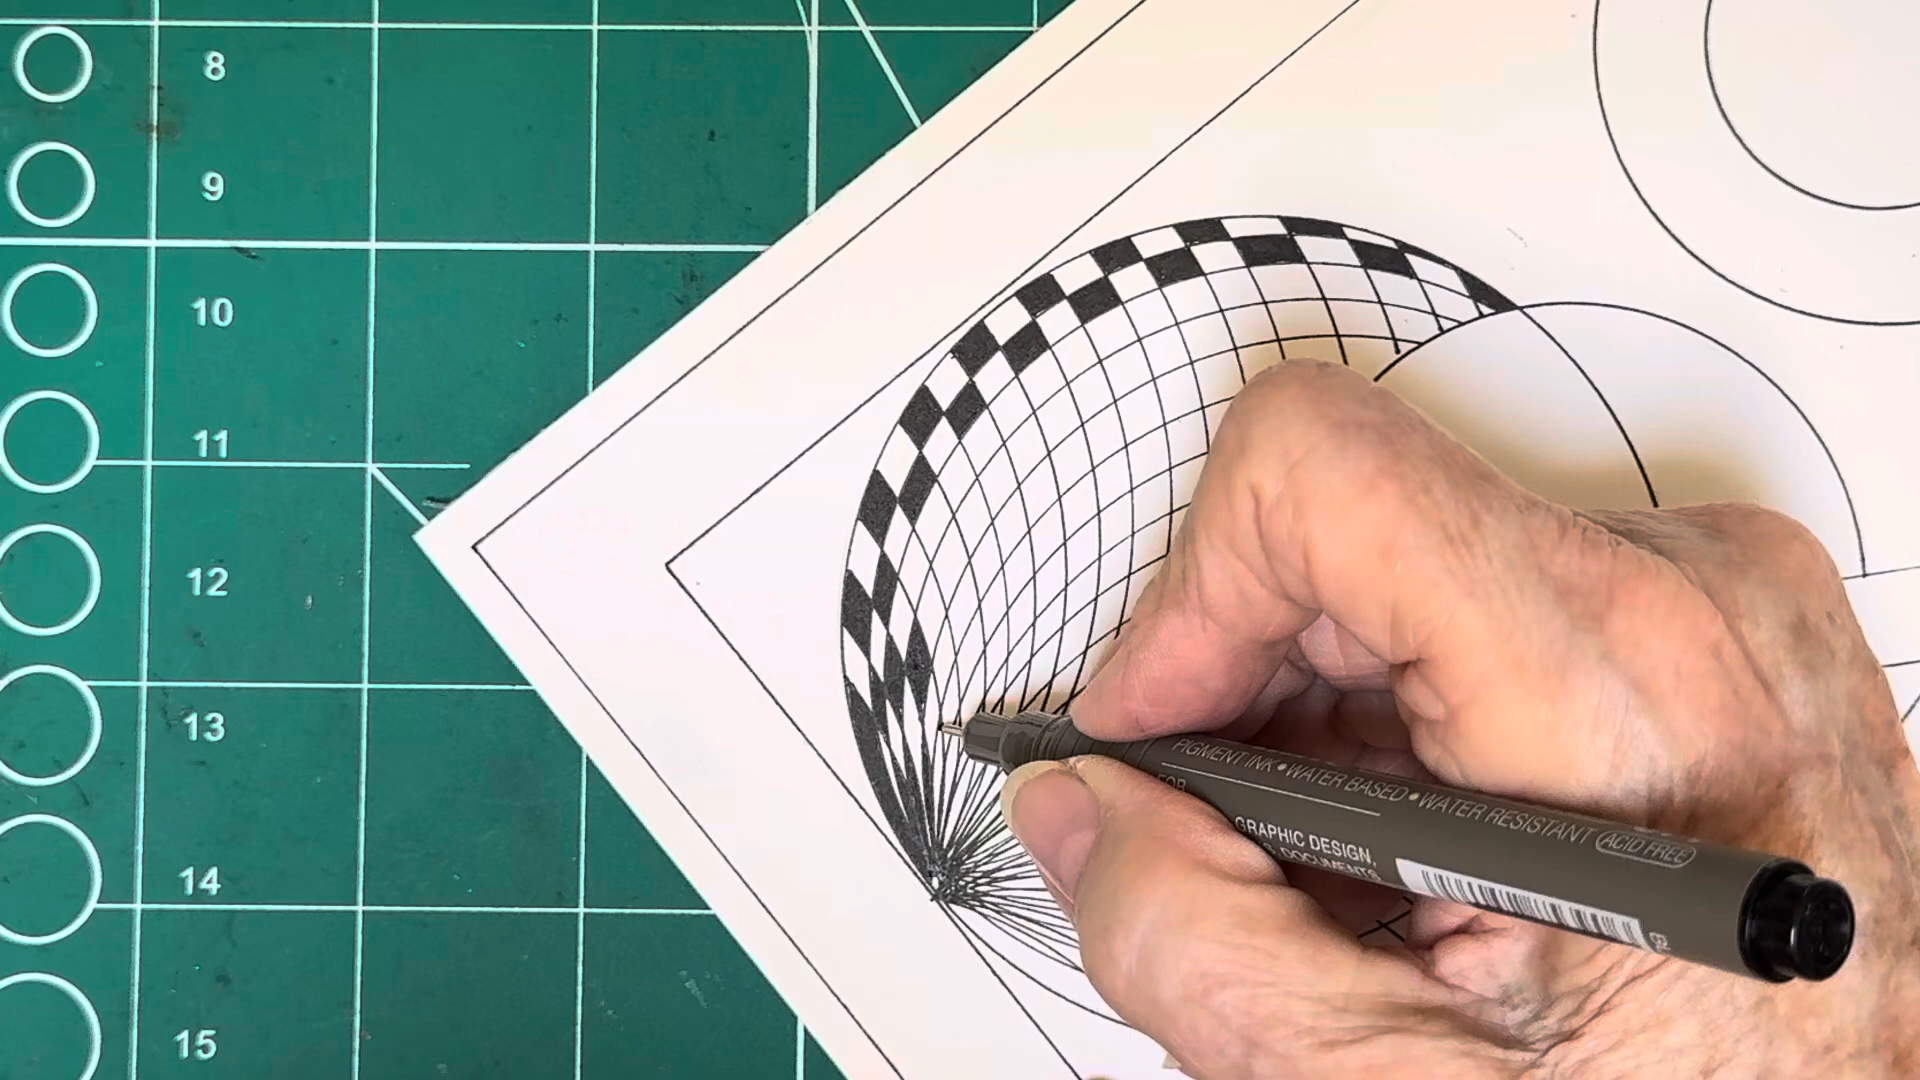 8
9
10
11
12
13
14
15
PIGMENT INK • WATER BASED • WATER RESISTANT ACID FREE
FOR
GRAPHIC DESIGN,
DOCUMENTS